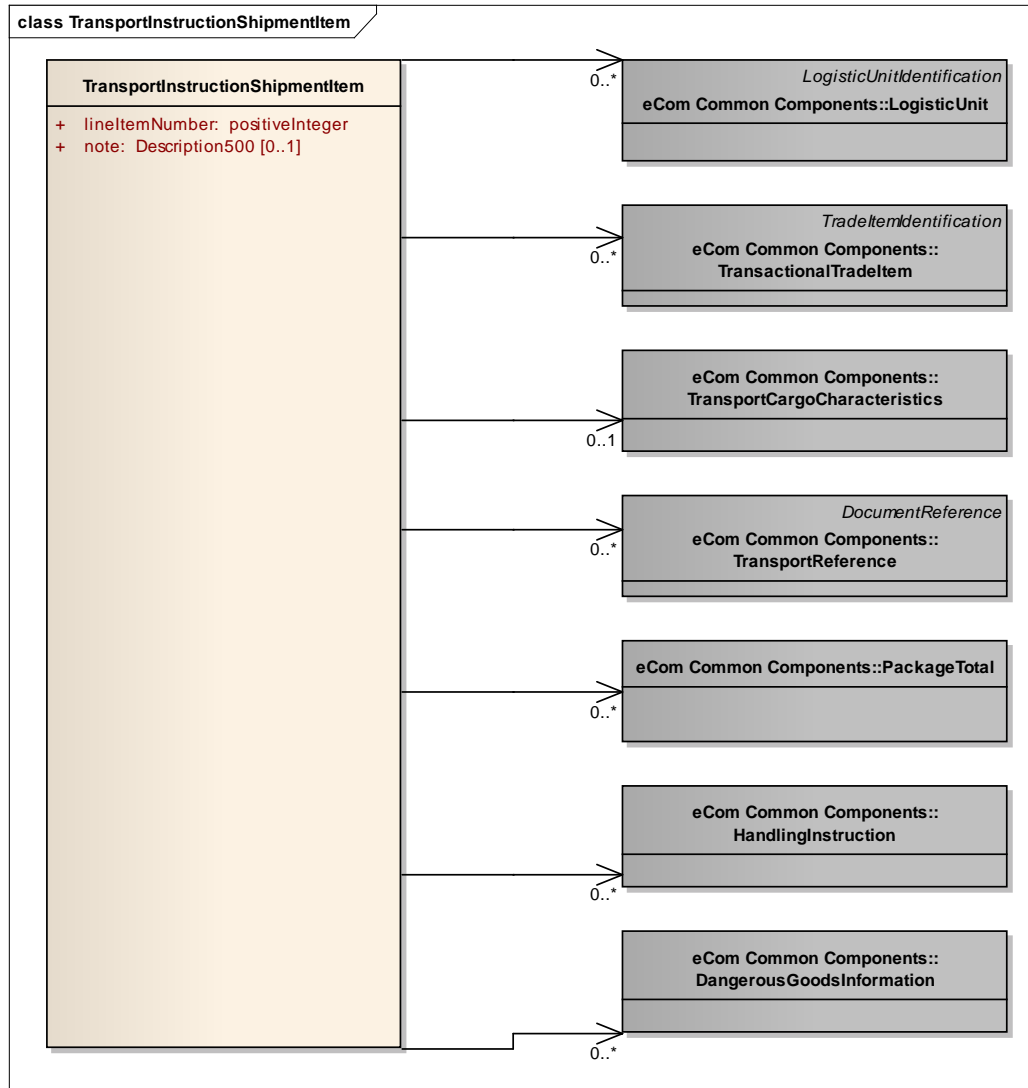 class TransportInstructionShipmentItem
TransportInstructionShipmentItem
+ lineItemNumber: positiveInteger
+ note: Description500 [0..1]
LogisticUnitIdentification
eCom Common Components::LogisticUnit
0..*
TradeItemIdentification
eCom Common Components::
TransactionalTradeItem
0..*
eCom Common Components::
TransportCargoCharacteristics
0..1
DocumentReference
eCom Common Components::
TransportReference
0..*
eCom Common Components::PackageTotal
0..*
eCom Common Components::
HandlingInstruction
0..*
eCom Common Components::
DangerousGoodsInformation
0..*